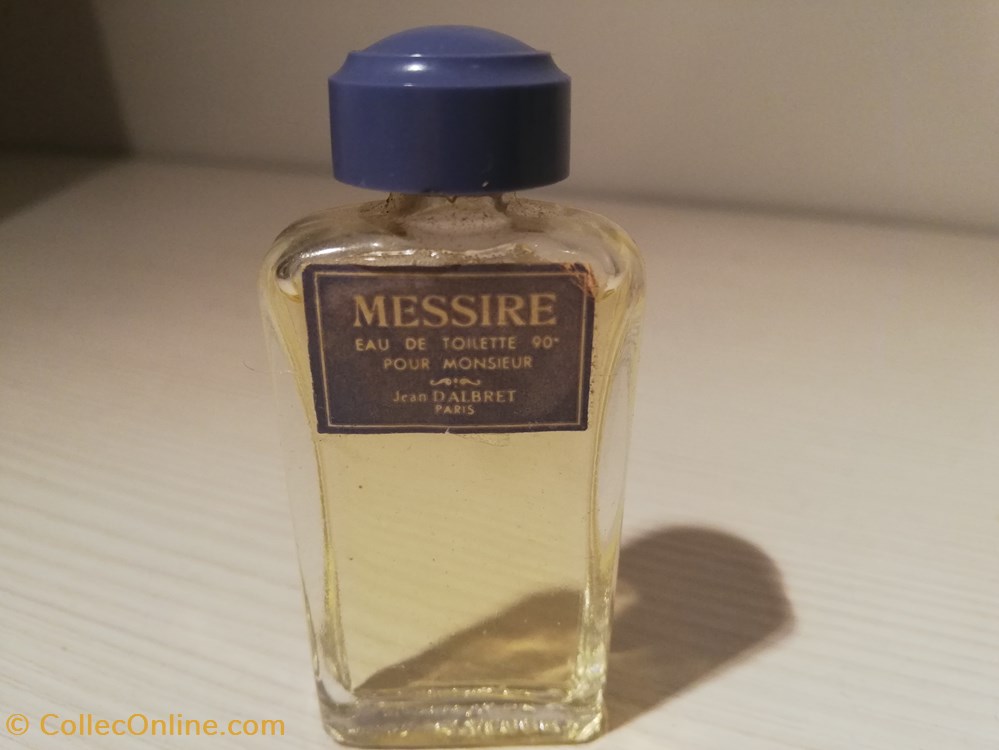 MESSIRE
EAU DE TOILETTE 90°
POUR MONSIEUR
Jean D'ALBRET
PARIS
© CollecOnline.com